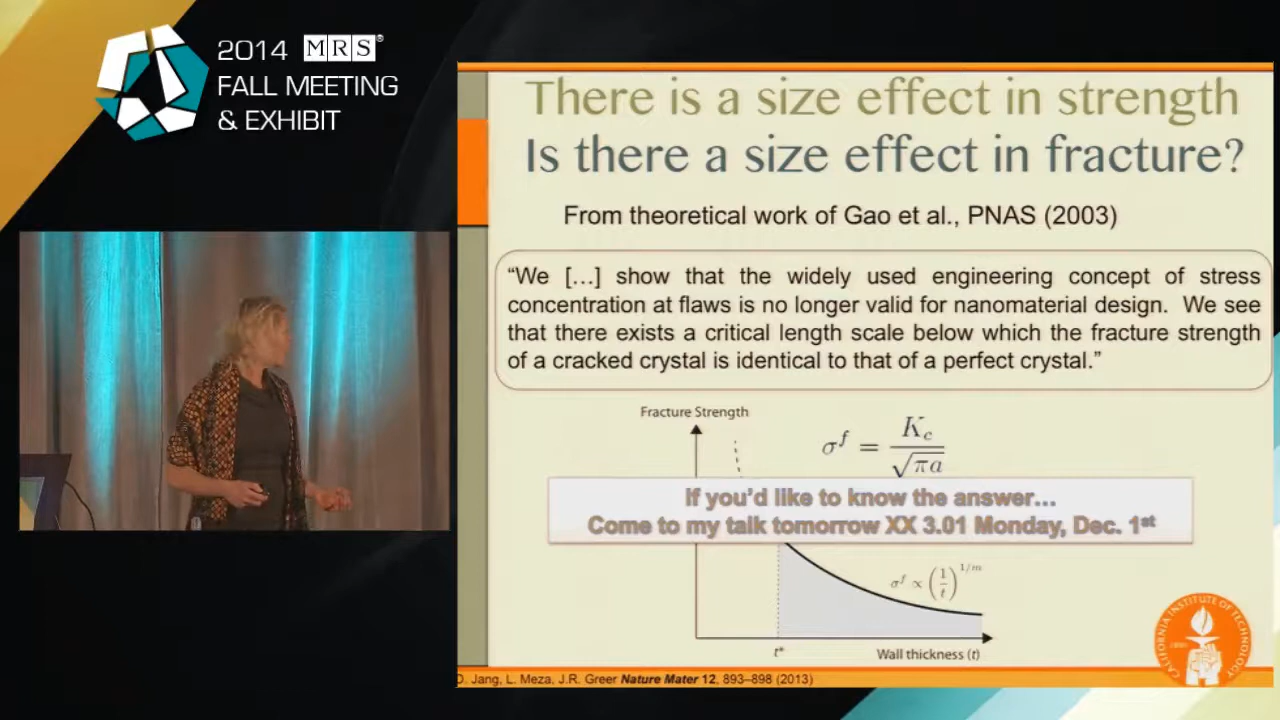 2014 MRS®
FALL MEETING
& EXHIBIT
There is a size effect in strength
Is there a size effect in fracture?
From theoretical work of Gao et al., PNAS (2003)
“We […] show that the widely used engineering concept of stress
concentration at flaws is no longer valid for nanomaterial design. We see
that there exists a critical length scale below which the fracture strength
of a cracked crystal is identical to that of a perfect crystal.”
Fracture Strength
σᶠ = K_c / √πa
If you’d like to know the answer…
Come to my talk tomorrow XX 3.01 Monday, Dec. 1st
σᶠ ∝ (1/t)^1/m
t*
Wall thickness (t)
CALIFORNIA INSTITUTE OF TECHNOLOGY
D. Jang, L. Meza, J.R. Greer Nature Mater 12, 893–898 (2013)